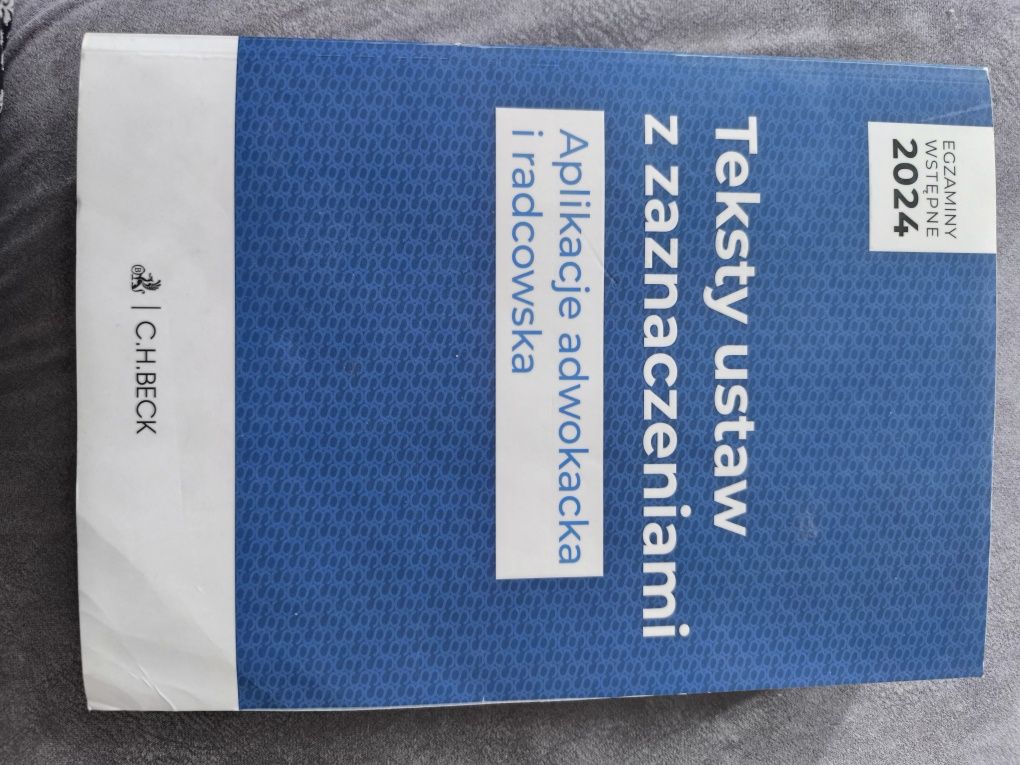 EGZAMINY
WSTĘPNE
2024
Teksty ustaw
z zaznaczeniami
Aplikacje adwokacka
i radcowska
| C.H.BECK